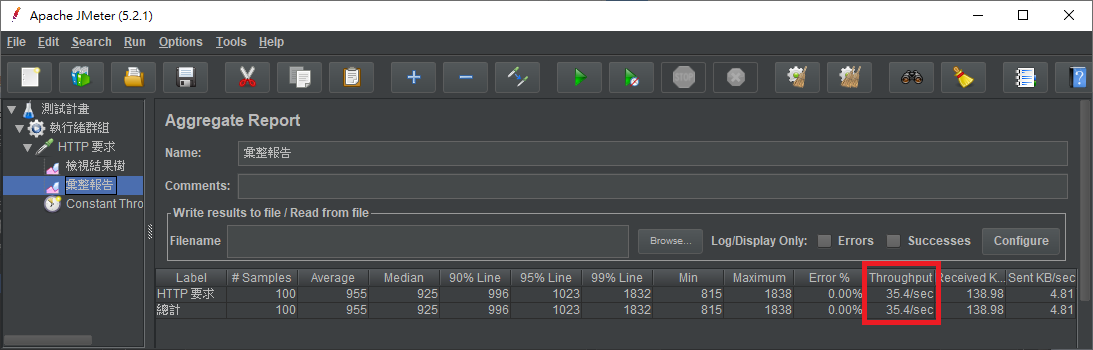 Apache JMeter (5.2.1)
File Edit Search Run Options Tools Help
STOP
測試計畫
執行緒群組
HTTP 要求
檢視結果樹
彙整報告
Constant Thro
Aggregate Report
Name: 彙整報告
Comments:
Write results to file / Read from file
Filename Browse... Log/Display Only: Errors Successes Configure
Label # Samples Average Median 90% Line 95% Line 99% Line Min Maximum Error % Throughput Received K... Sent KB/sec
HTTP 要求 100 955 925 996 1023 1832 815 1838 0.00% 35.4/sec 138.98 4.81
總計 100 955 925 996 1023 1832 815 1838 0.00% 35.4/sec 138.98 4.81